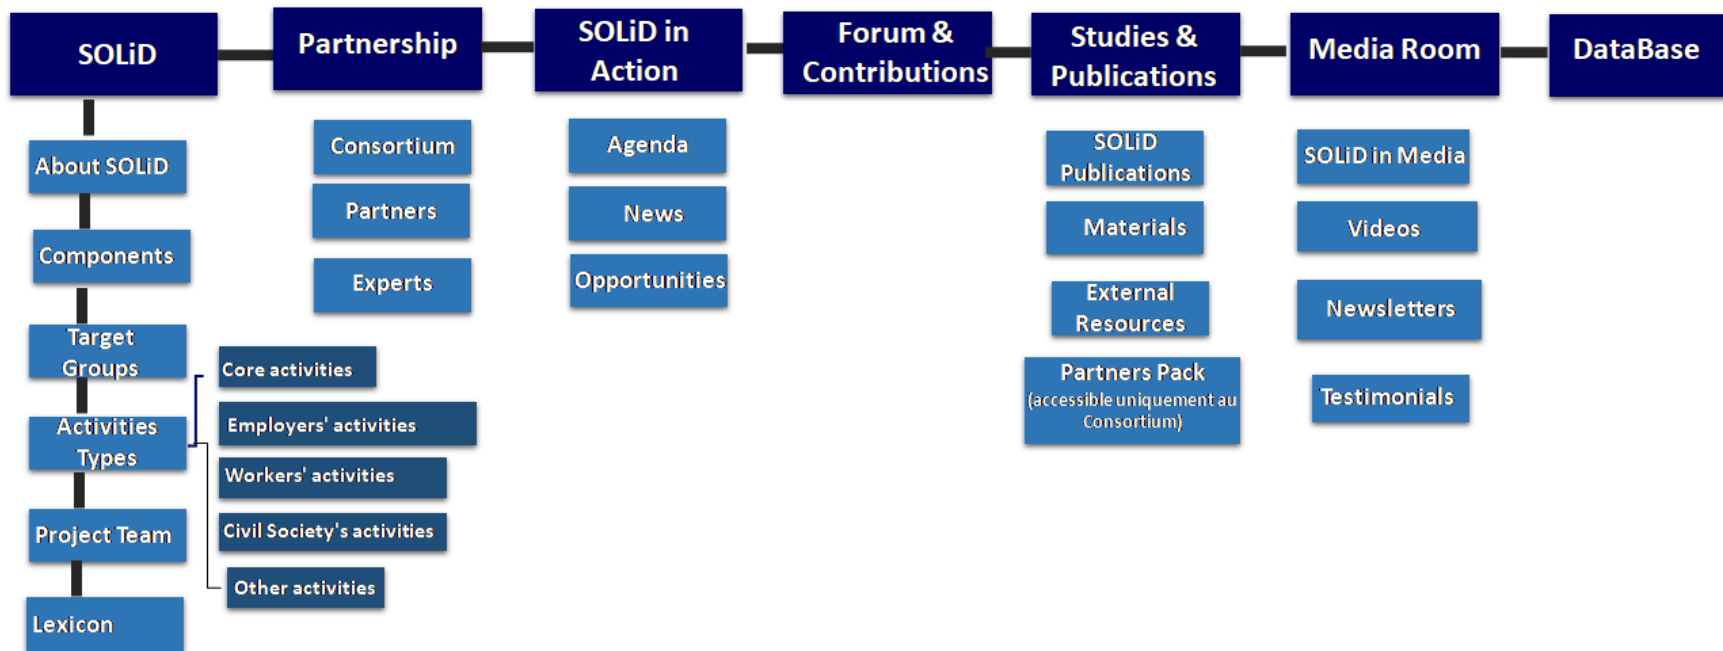 SOLiD
Partnership
SOLiD in
Action
Forum &
Contributions
Studies &
Publications
Media Room
DataBase
About SOLiD
Components
Target
Groups
Activities
Types
Project Team
Lexicon
Core activities
Employers' activities
Workers' activities
Civil Society's activities
Other activities
Consortium
Partners
Experts
Agenda
News
Opportunities
SOLiD
Publications
Materials
External
Resources
Partners Pack
(accessible uniquement au
Consortium)
SOLiD in Media
Videos
Newsletters
Testimonials